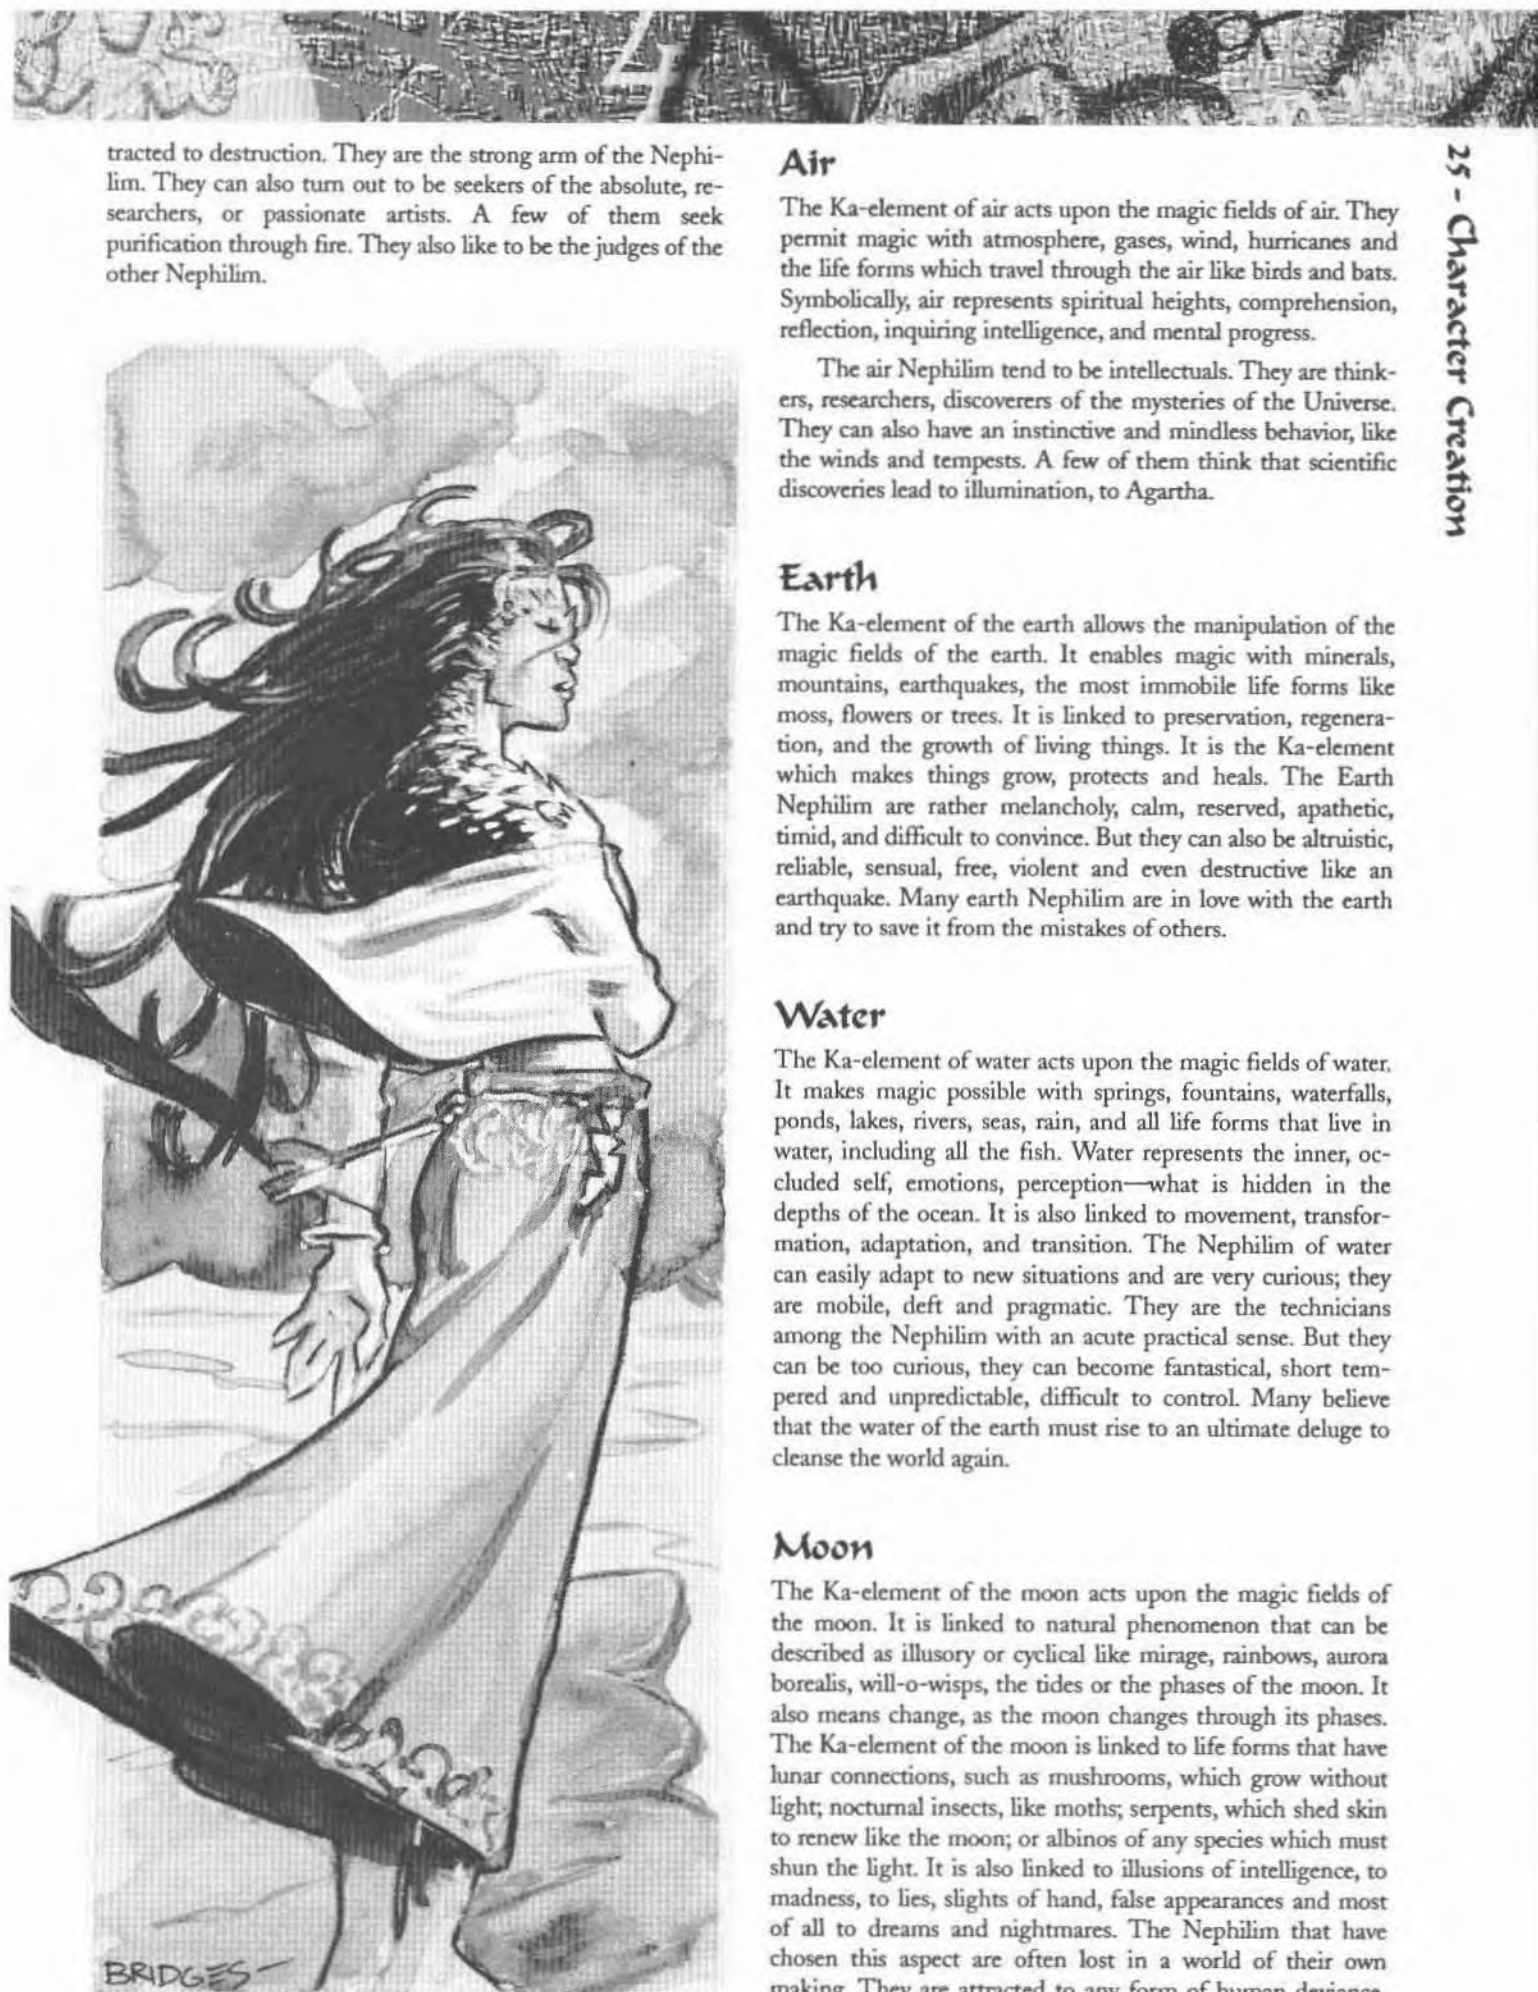 tracted to destruction. They are the strong arm of the Nephi-
lim. They can also turn out to be seekers of the absolute, re-
searchers, or passionate artists. A few of them seek
purification through fire. They also like to be the judges of the
other Nephilim.
BRIDGES
Air
The Ka-element of air acts upon the magic fields of air. They
permit magic with atmosphere, gases, wind, hurricanes and
the life forms which travel through the air like birds and bats.
Symbolically, air represents spiritual heights, comprehension,
reflection, inquiring intelligence, and mental progress.
The air Nephilim tend to be intellectuals. They are think-
ers, researchers, discoverers of the mysteries of the Universe.
They can also have an instinctive and mindless behavior, like
the winds and tempests. A few of them think that scientific
discoveries lead to illumination, to Agartha.
Earth
The Ka-element of the earth allows the manipulation of the
magic fields of the earth. It enables magic with minerals,
mountains, earthquakes, the most immobile life forms like
moss, flowers or trees. It is linked to preservation, regenera-
tion, and the growth of living things. It is the Ka-element
which makes things grow, protects and heals. The Earth
Nephilim are rather melancholy, calm, reserved, apathetic,
timid, and difficult to convince. But they can also be altruistic,
reliable, sensual, free, violent and even destructive like an
earthquake. Many earth Nephilim are in love with the earth
and try to save it from the mistakes of others.
Water
The Ka-element of water acts upon the magic fields of water.
It makes magic possible with springs, fountains, waterfalls,
ponds, lakes, rivers, seas, rain, and all life forms that live in
water, including all the fish. Water represents the inner, oc-
cluded self, emotions, perception—what is hidden in the
depths of the ocean. It is also linked to movement, transfor-
mation, adaptation, and transition. The Nephilim of water
can easily adapt to new situations and are very curious; they
are mobile, deft and pragmatic. They are the technicians
among the Nephilim with an acute practical sense. But they
can be too curious, they can become fantastical, short tem-
pered and unpredictable, difficult to control. Many believe
that the water of the earth must rise to an ultimate deluge to
cleanse the world again.
Moon
The Ka-element of the moon acts upon the magic fields of
the moon. It is linked to natural phenomenon that can be
described as illusory or cyclical like mirage, rainbows, aurora
borealis, will-o-wisps, the tides or the phases of the moon. It
also means change, as the moon changes through its phases.
The Ka-element of the moon is linked to life forms that have
lunar connections, such as mushrooms, which grow without
light; nocturnal insects, like moths; serpents, which shed skin
to renew like the moon; or albinos of any species which must
shun the light. It is also linked to illusions of intelligence, to
madness, to lies, slights of hand, false appearances and most
of all to dreams and nightmares. The Nephilim that have
chosen this aspect are often lost in a world of their own
making. They are attracted to any form of human deviance,
25 - Character Creation